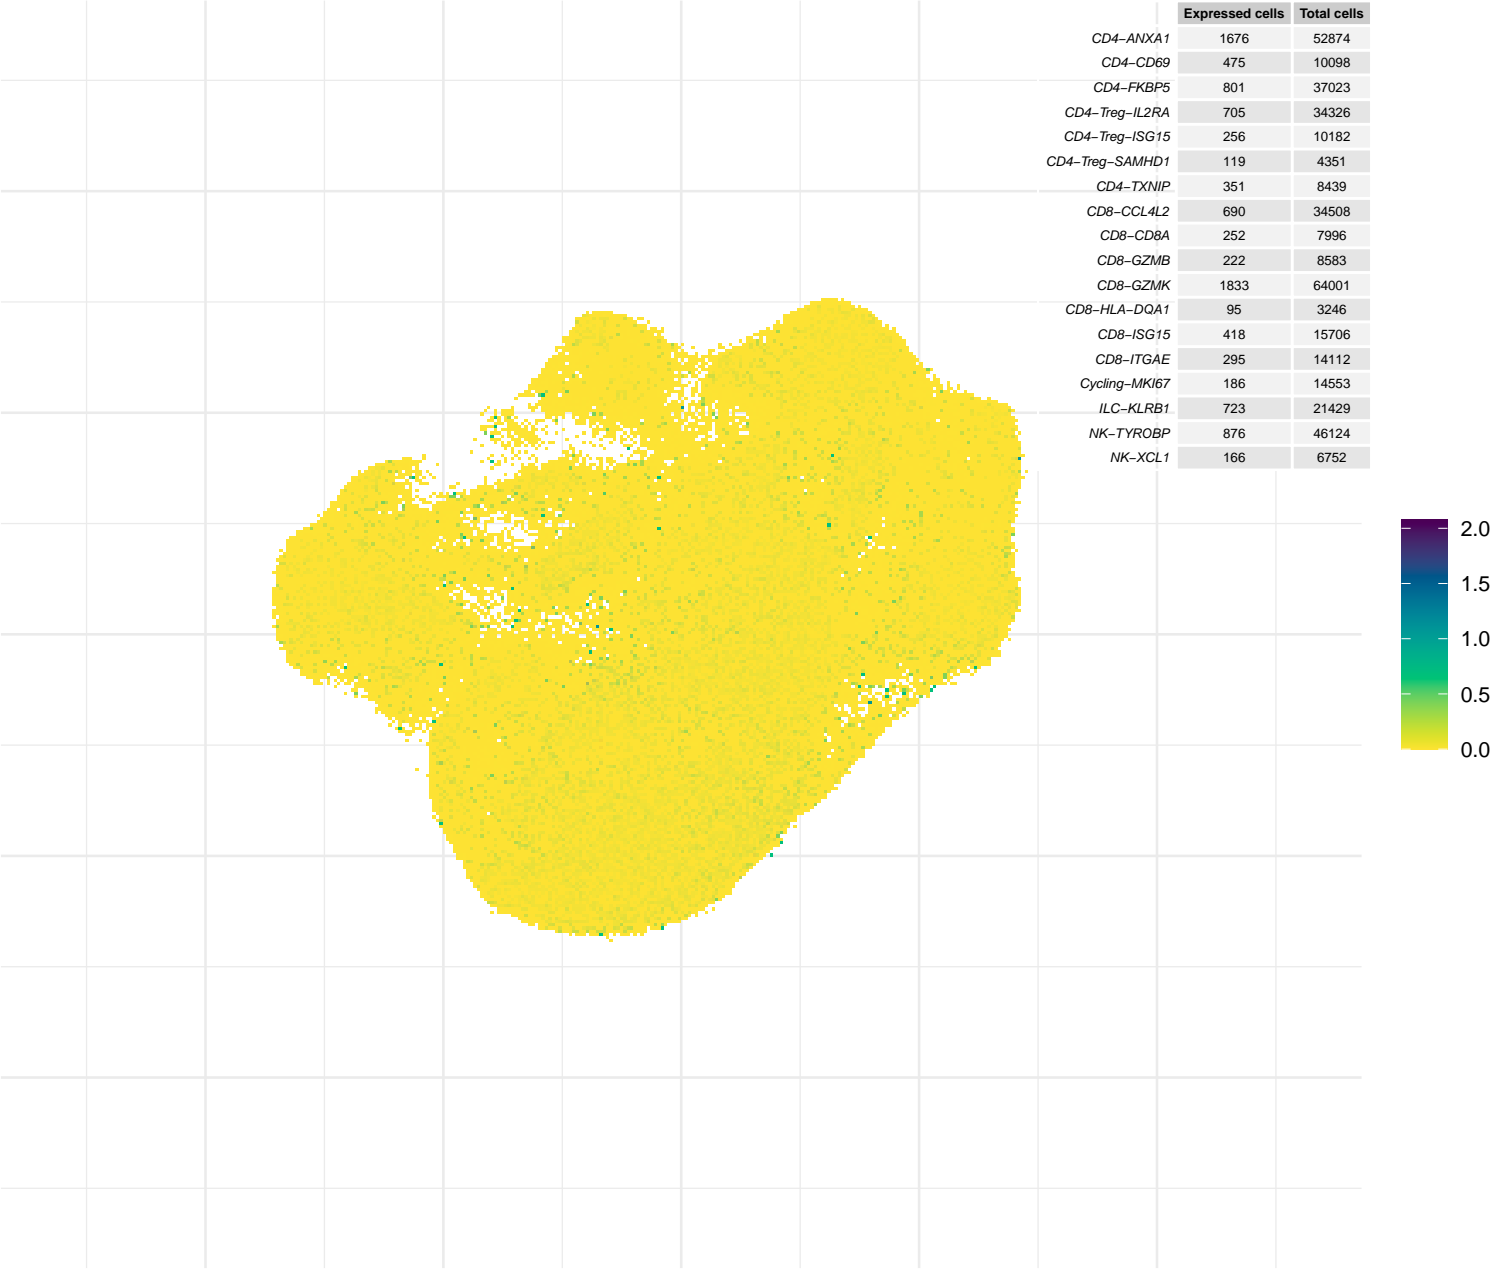 Expressed cells Total cells
CD4−ANXA1 1676 52874
CD4−CD69 475 10098
CD4−FKBP5 801 37023
CD4−Treg−IL2RA 705 34326
CD4−Treg−ISG15 256 10182
CD4−Treg−SAMHD1 119 4351
CD4−TXNIP 351 8439
CD8−CCL4L2 690 34508
CD8−CD8A 252 7996
CD8−GZMB 222 8583
CD8−GZMK 1833 64001
CD8−HLA−DQA1 95 3246
CD8−ISG15 418 15706
CD8−ITGAE 295 14112
Cycling−MKI67 186 14553
ILC−KLRB1 723 21429
NK−TYROBP 876 46124
NK−XCL1 166 6752
2.0
1.5
1.0
0.5
0.0